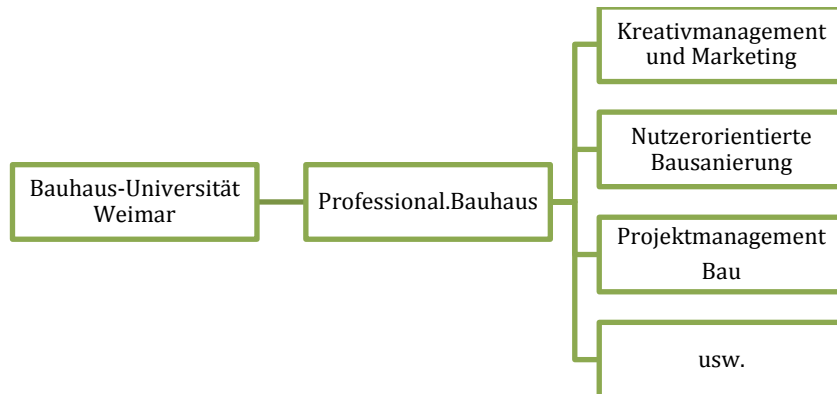 Bauhaus-Universität
Weimar
Professional.Bauhaus
Kreativmanagement
und Marketing
Nutzerorientierte
Bausanierung
Projektmanagement
Bau
usw.